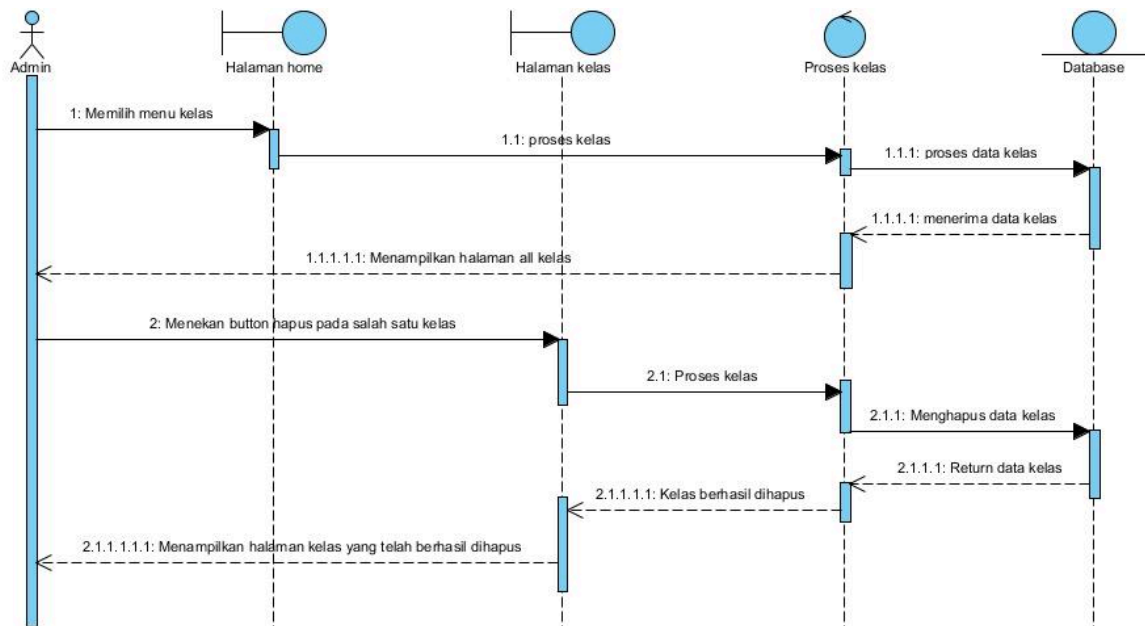 Admin
Halaman home
Halaman kelas
Proses kelas
Database
1: Memilih menu kelas
1.1: proses kelas
1.1.1: proses data kelas
1.1.1.1: menerima data kelas
1.1.1.1.1: Menampilkan halaman all kelas
2: Menekan button hapus pada salah satu kelas
2.1: Proses kelas
2.1.1: Menghapus data kelas
2.1.1.1: Return data kelas
2.1.1.1.1: Kelas berhasil dihapus
2.1.1.1.1.1: Menampilkan halaman kelas yang telah berhasil dihapus